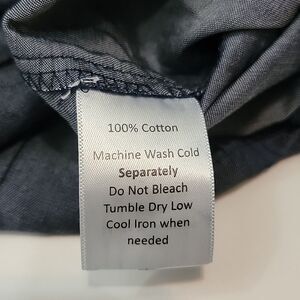 100% Cotton
Machine Wash Cold
Separately
Do Not Bleach
Tumble Dry Low
Cool Iron when
needed